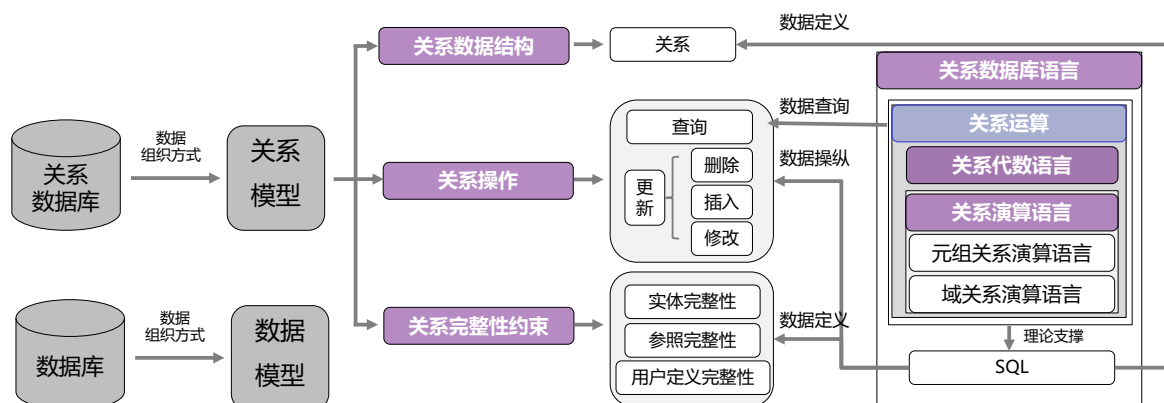 数据定义
关系数据结构
关系
关系数据库语言
数据查询
关系运算
查询
数据
组织方式
关系
模型
数据操纵
关系代数语言
删除
关系
数据库
关系操作
更
新
插入
关系演算语言
修改
元组关系演算语言
域关系演算语言
实体完整性
数据
组织方式
数据
模型
关系完整性约束
数据定义
参照完整性
理论支撑
数据库
用户定义完整性
SQL